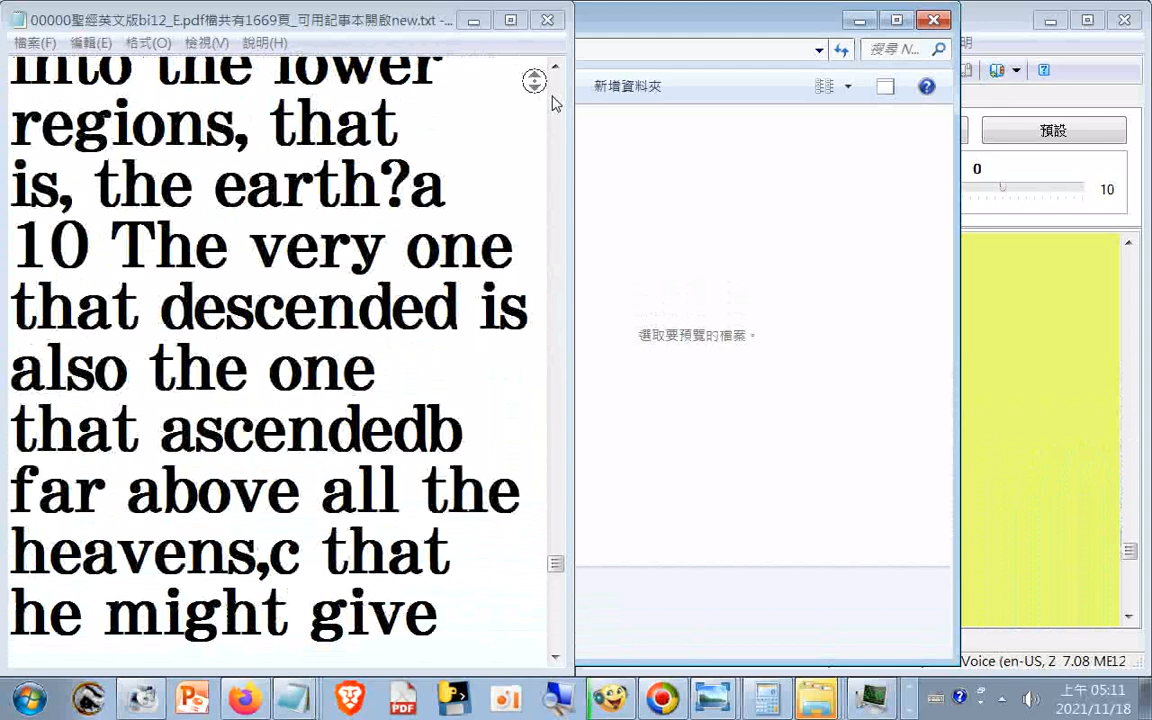 00000聖經英文版bi12_E.pdf檔共有1669頁_可用記事本開啟new.txt -...
檔案(F) 編輯(E) 格式(O) 檢視(V) 說明(H)
into the lower
regions, that
is, the earth?a
10 The very one
that descended is
also the one
that ascendedb
far above all the
heavens,c that
he might give
搜尋 N...
新增資料夾
選取要預覽的檔案。
明
預設
0
10
Voice (en-US, Z 7.08 ME12
PDF
上午 05:11
2021/11/18